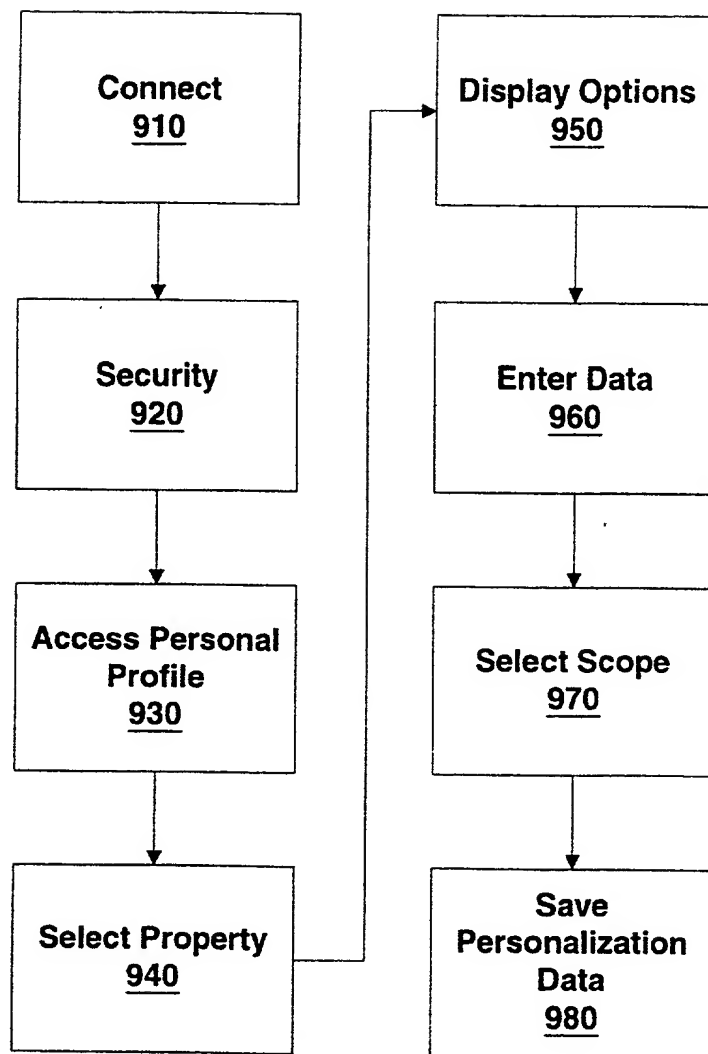 Connect
910
Security
920
Access Personal
Profile
930
Select Property
940
Display Options
950
Enter Data
960
Select Scope
970
Save
Personalization
Data
980